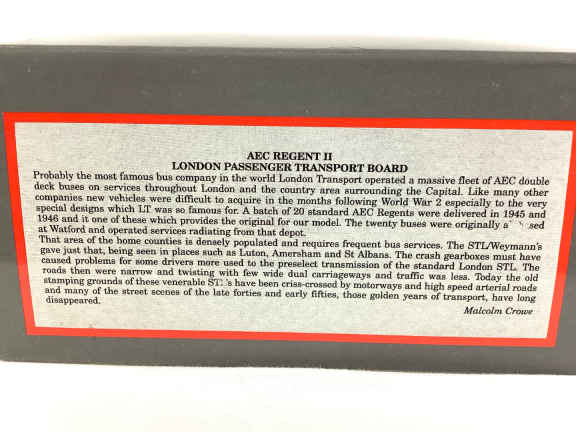 AEC REGENT II
LONDON PASSENGER TRANSPORT BOARD
Probably the most famous bus company in the world London Transport operated a massive fleet of AEC double
deck buses on services throughout London and the country area surrounding the Capital. Like many other
companies new vehicles were difficult to acquire in the months following World War 2 especially to the very
special designs which LT was so famous for. A batch of 20 standard AEC Regents were delivered in 1945 and
1946 and it one of these which provides the original for our model. The twenty buses were originally
at Watford and operated services radiating from that depot.
That area of the home counties is densely populated and requires frequent bus services. The STL/Weymann's
gave just that, being seen in places such as Luton, Amersham and St Albans. The crash gearboxes must have
caused problems for some drivers more used to the preselect transmission of the standard London STL. The
roads then were narrow and twisting with few wide dual carriageways and traffic was less. Today the old
stamping grounds of these venerable have been criss-crossed by motorways and high speed arterial roads
and many of the street scenes of the late forties and early fifties, those golden years of transport, have long
disappeared.
Malcolm Crowe